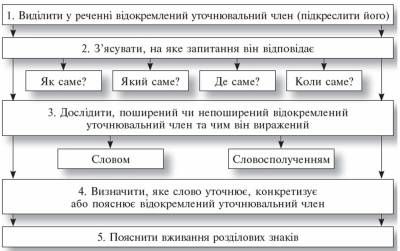 1. Виділити у реченні відокремлений уточнювальний член (підкреслити його)
2. З’ясувати, на яке запитання він відповідає
Як саме?
Який саме?
Де саме?
Коли саме?
3. Дослідити, поширений чи непоширений відокремлений
уточнювальний член та чим він виражений
Словом
Словосполученням
4. Визначити, яке слово уточнює, конкретизує
або пояснює відокремлений уточнювальний член
5. Пояснити вживання розділових знаків